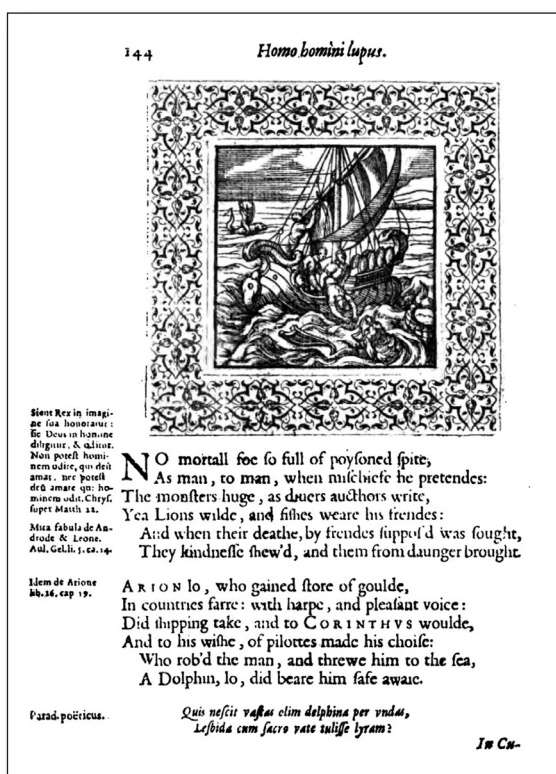 144
Homo homini lupus.
Sicut Rex in imagi-
ne sua honoratur :
sic Deus in homine
diligitur, & oditur.
Non potest homi-
nem odire, qui deū
amat, nec potest
deū amare qui ho-
minem odit. Chrys.
super Matth 22.
Mira fabula de An-
drode & Leone.
Aul. Gel. li. 5. ca. 14.
Idem de Arione
lib. 16. cap 19.
Parad. poëticus.
NO mortall foe so full of poysoned spite,
As man, to man, when mischiefe he pretendes:
The monsters huge, as diuers aucthors write,
Yea Lions wilde, and fishes weare his frendes:
And when their deathe, by frendes suppos'd was sought,
They kindnesse shew'd, and them from daunger brought.
ARION lo, who gained store of goulde,
In countries farre: with harpe, and pleasant voice:
Did shipping take, and to CORINTHVS woulde,
And to his wishe, of pilottes made his choise:
Who rob'd the man, and threwe him to the sea,
A Dolphin, lo, did beare him safe awaie.
Quis nescit vastas olim delphina per vndas,
Lesbida cum sacro vate tulisse lyram?
In Cu-